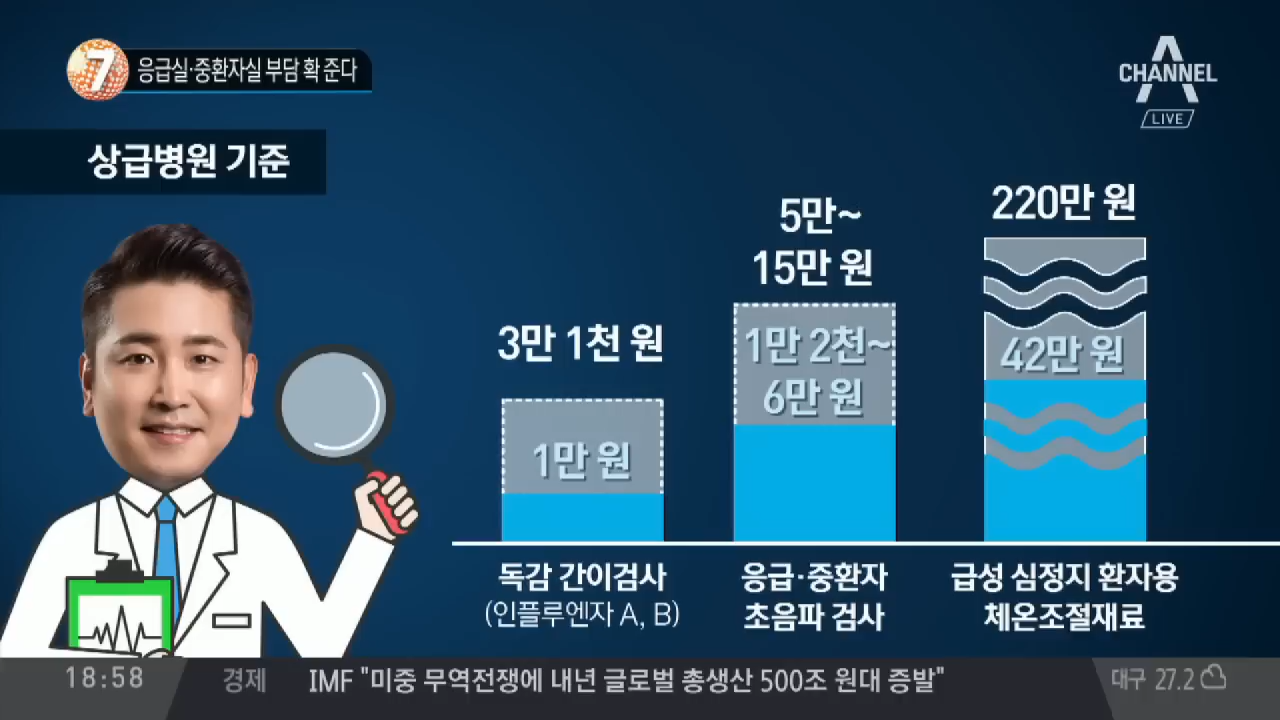 7 응급실·중환자실 부담 확 준다
CHANNEL A
LIVE
상급병원 기준
3만 1천 원
1만 원
5만~
15만 원
1만 2천~
6만 원
220만 원
42만 원
독감 간이검사
(인플루엔자 A, B)
응급·중환자
초음파 검사
급성 심정지 환자용
체온조절재료
18:58 경제 IMF "미중 무역전쟁에 내년 글로벌 총생산 500조 원대 증발" 대구 27.2